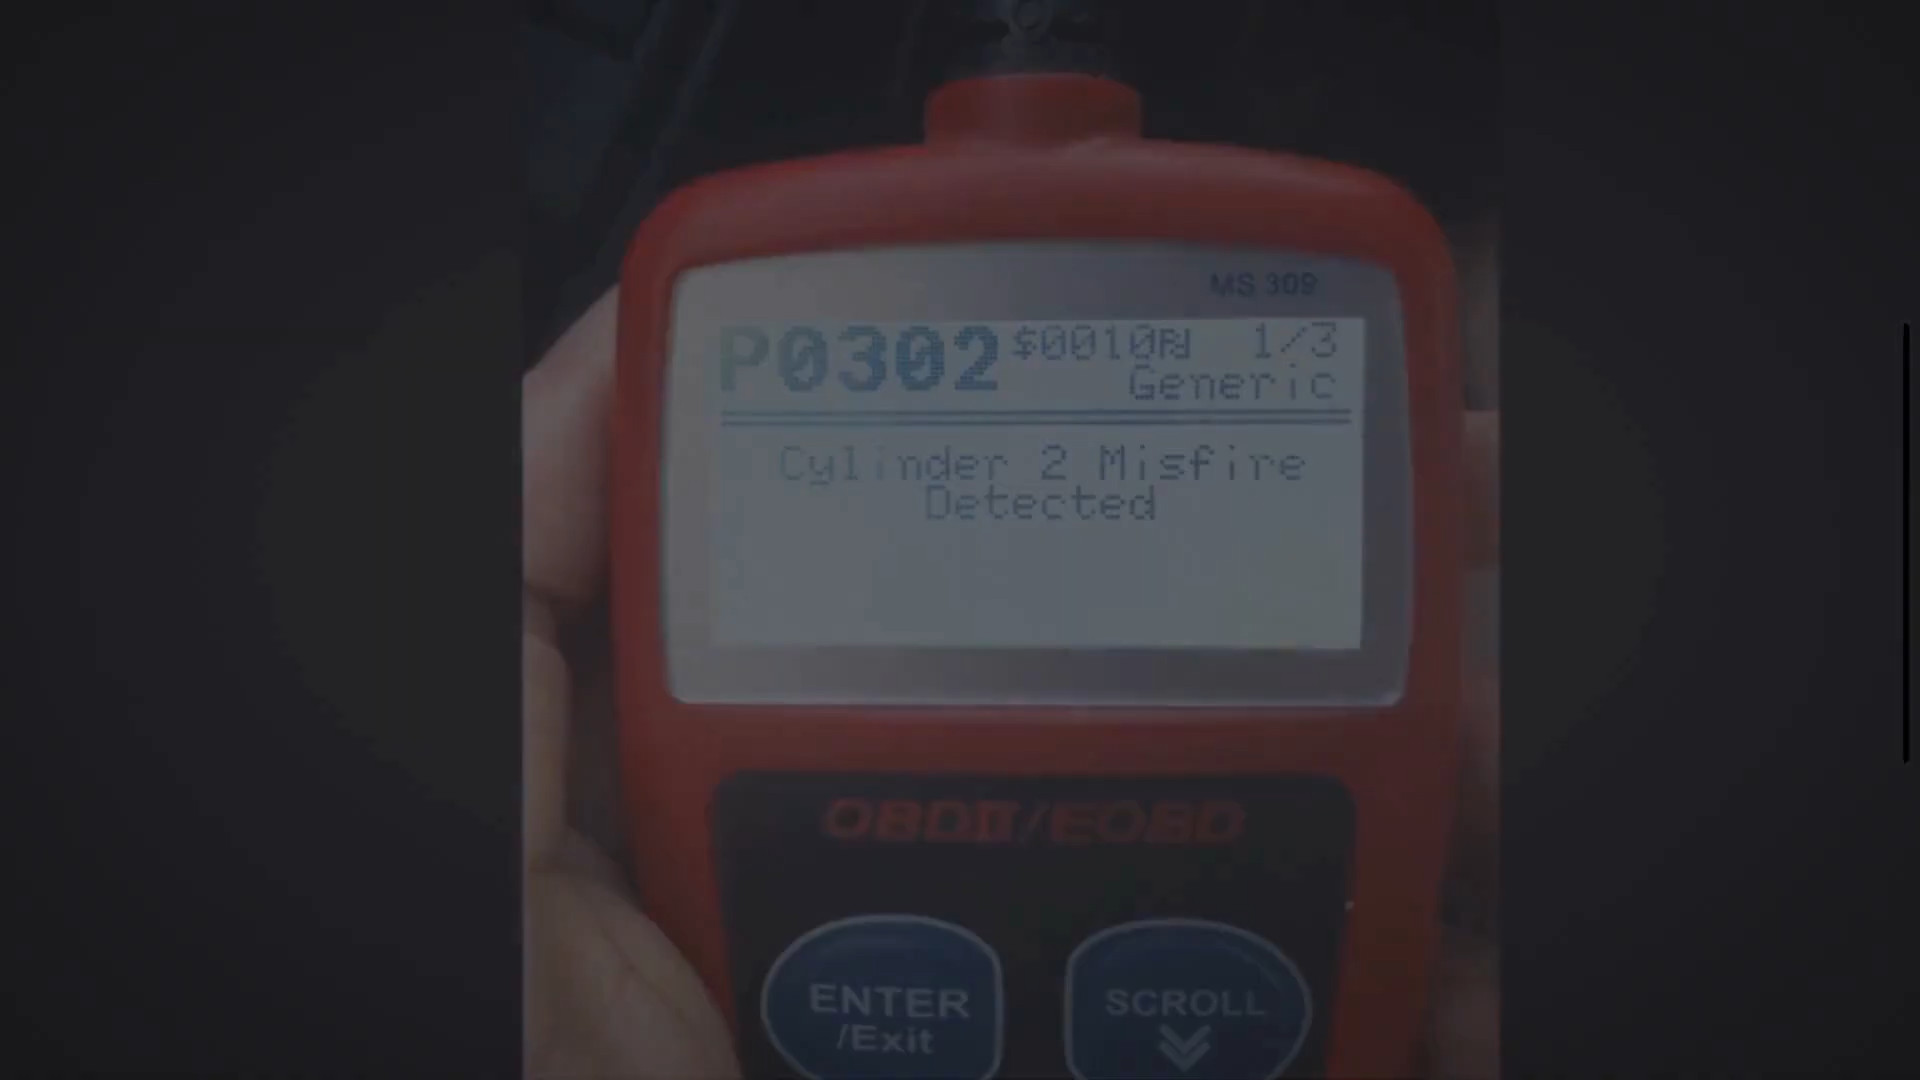 MS 309
P0302 $0010 1/3
Generic
Cylinder 2 Misfire
Detected
OBDII/EOBD
ENTER
/Exit
SCROLL